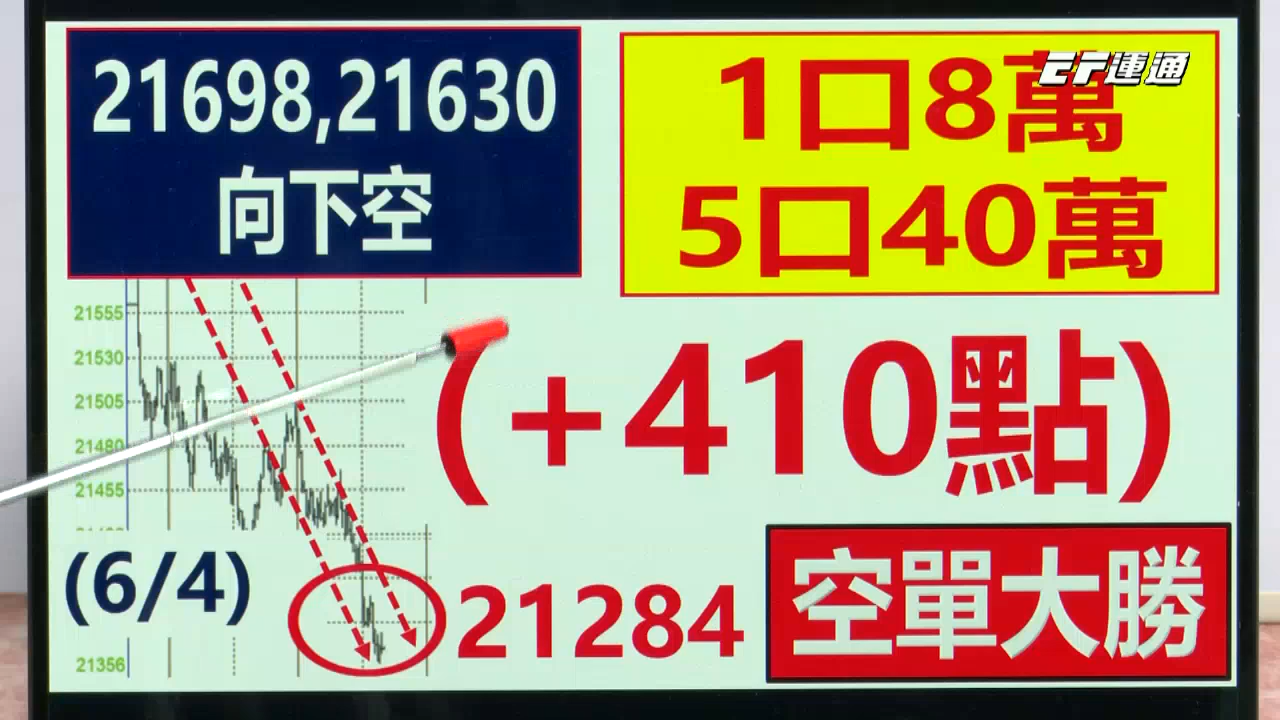 21698,21630
向下空
1口8萬
5口40萬
CF運通
21555
21530
21505
21480
21455
(+410點)
(6/4)
21284
空單大勝
21356